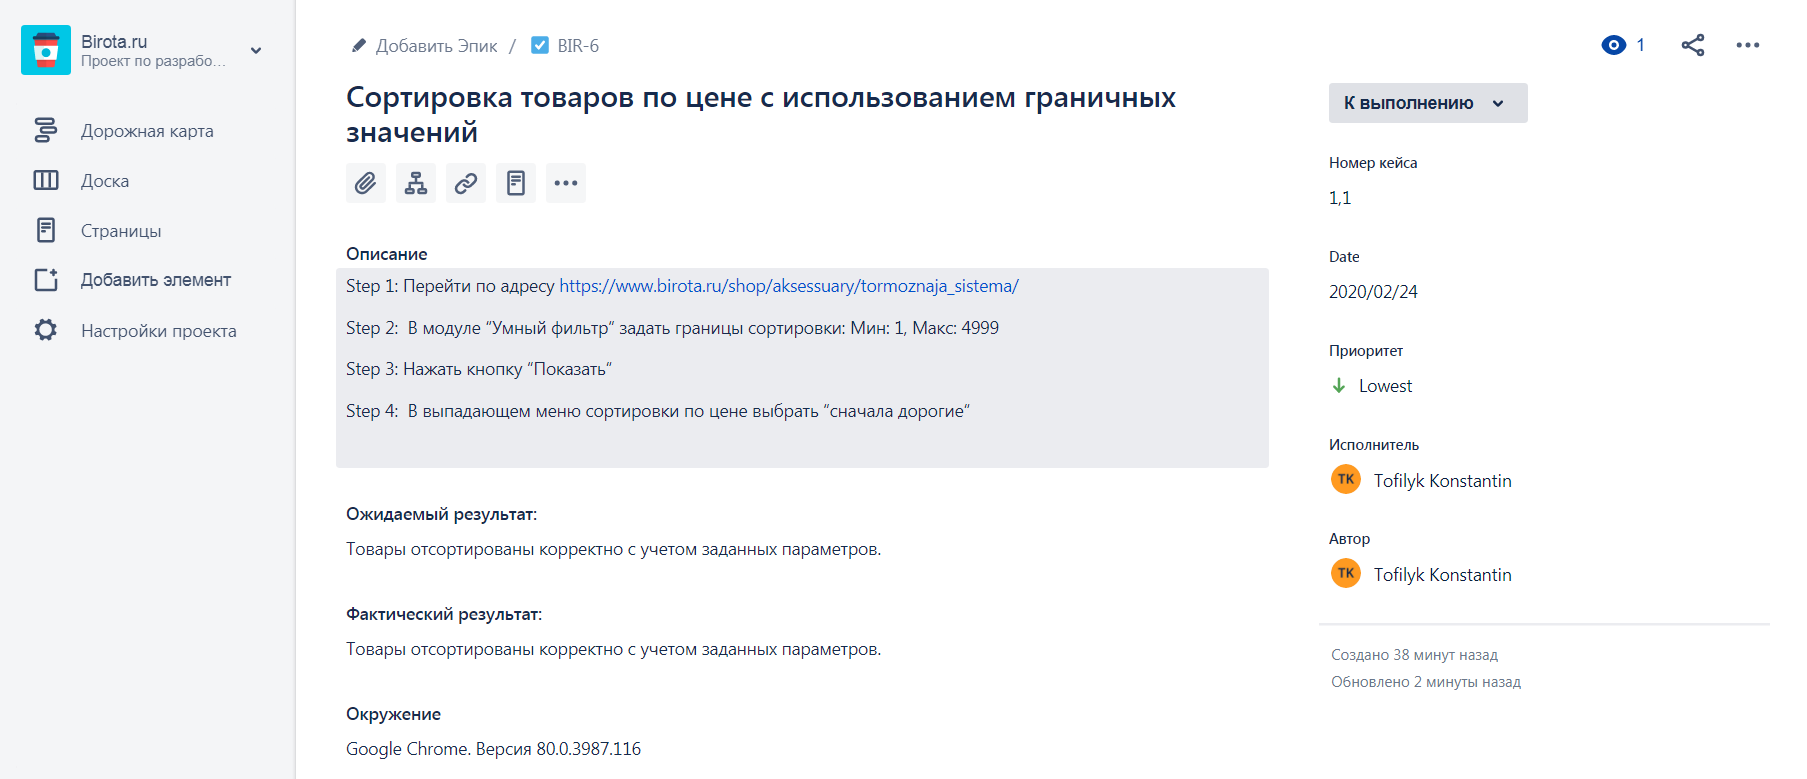 Birota.ru
Проект по разрабо...
Дорожная карта
Доска
Страницы
Добавить элемент
Настройки проекта
Добавить Эпик / BIR-6
1
Сортировка товаров по цене с использованием граничных
значений
Описание
Step 1: Перейти по адресу https://www.birota.ru/shop/aksessuary/tormoznaja_sistema/
Step 2:  В модуле “Умный фильтр” задать границы сортировки: Мин: 1, Макс: 4999
Step 3: Нажать кнопку “Показать”
Step 4:  В выпадающем меню сортировки по цене выбрать “сначала дорогие”
Ожидаемый результат:
Товары отсортированы корректно с учетом заданных параметров.
Фактический результат:
Товары отсортированы корректно с учетом заданных параметров.
Окружение
Google Chrome. Версия 80.0.3987.116
К выполнению
Номер кейса
1,1
Date
2020/02/24
Приоритет
Lowest
Исполнитель
TK Tofilyk Konstantin
Автор
TK Tofilyk Konstantin
Создано 38 минут назад
Обновлено 2 минуты назад